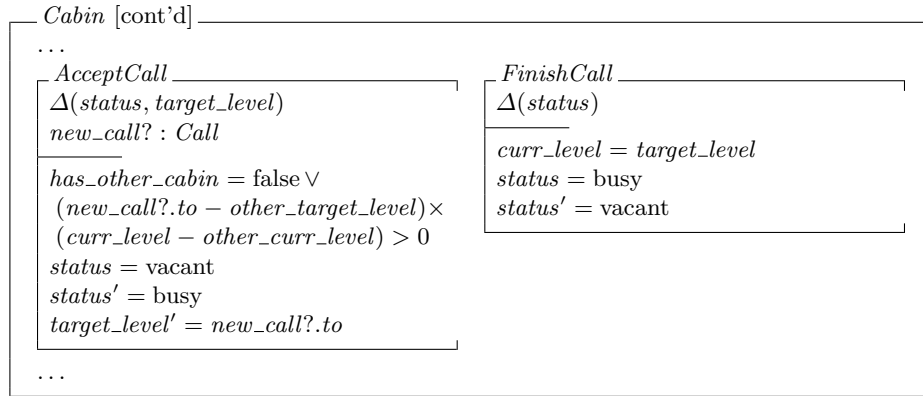 Cabin [cont’d]
...
AcceptCall
Δ(status, target_level)
new_call? : Call
has_other_cabin = false ∨
(new_call?.to − other_target_level)×
(curr_level − other_curr_level) > 0
status = vacant
status′ = busy
target_level′ = new_call?.to
FinishCall
Δ(status)
curr_level = target_level
status = busy
status′ = vacant
...